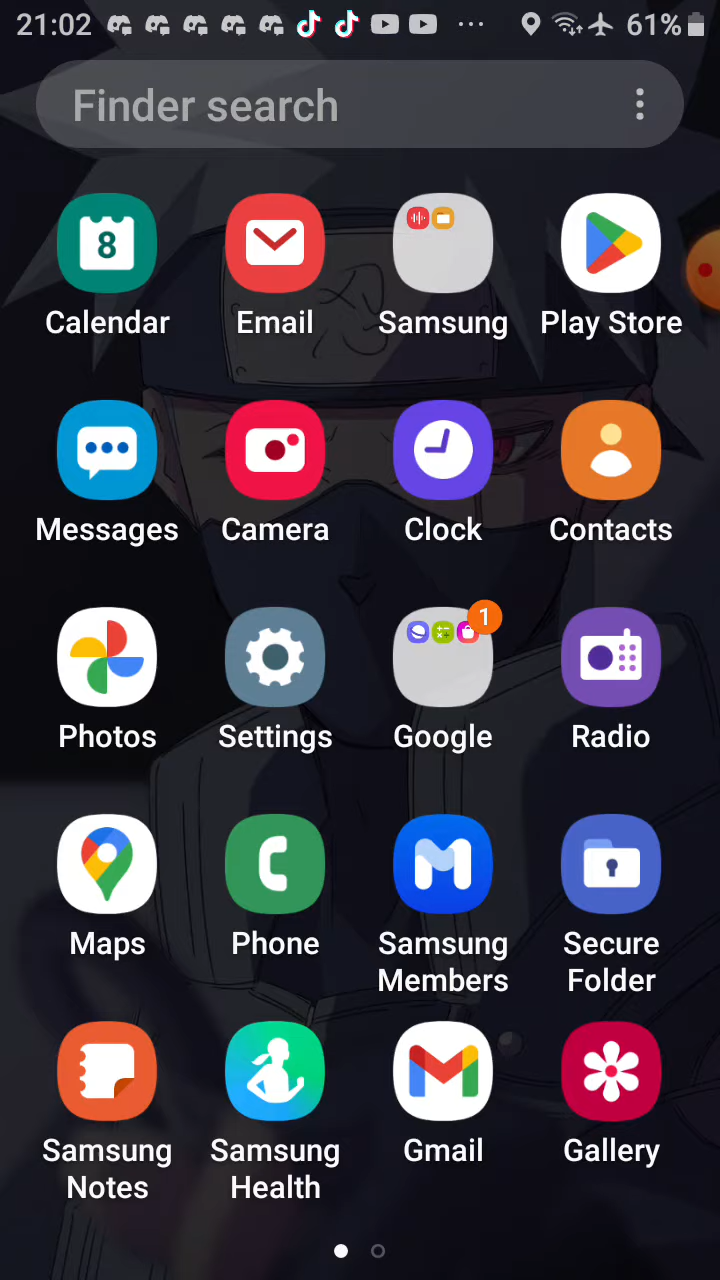 21:02 61%
Finder search
8
Calendar Email Samsung Play Store
Messages Camera Clock Contacts
1
Photos Settings Google Radio
Maps Phone Samsung Members Secure Folder
Samsung Notes Samsung Health Gmail Gallery